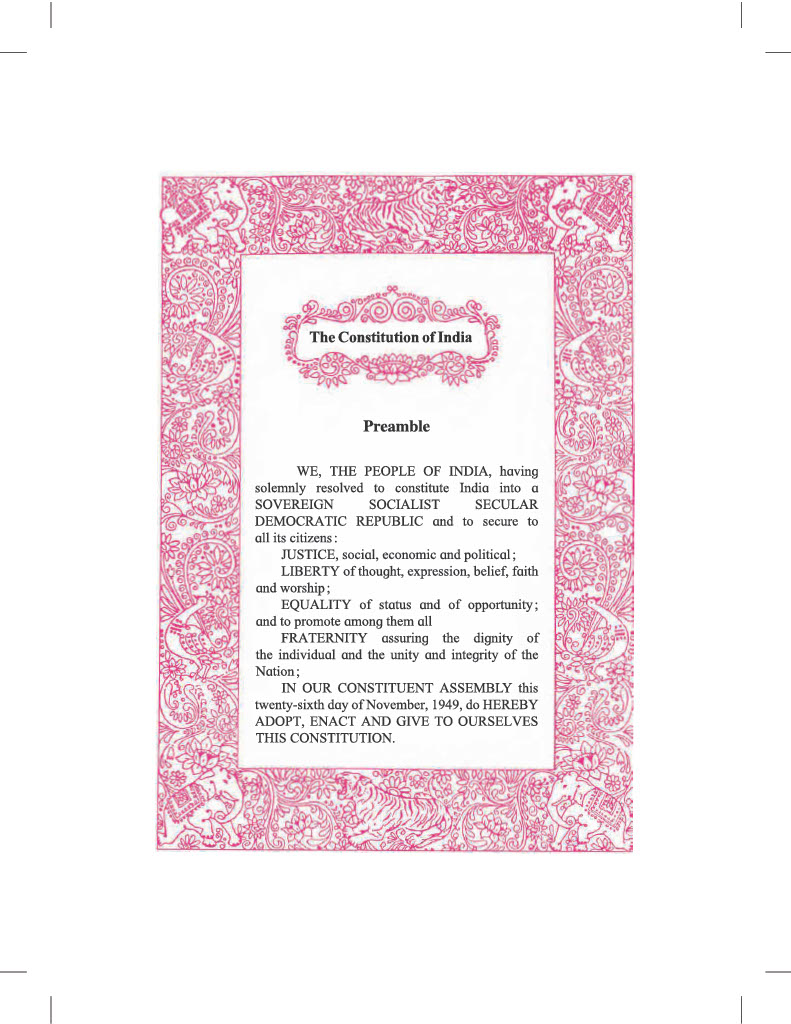 The Constitution of India
Preamble
WE, THE PEOPLE OF INDIA, having
solemnly resolved to constitute India into a
SOVEREIGN SOCIALIST SECULAR
DEMOCRATIC REPUBLIC and to secure to
all its citizens :
JUSTICE, social, economic and political ;
LIBERTY of thought, expression, belief, faith
and worship ;
EQUALITY of status and of opportunity ;
and to promote among them all
FRATERNITY assuring the dignity of
the individual and the unity and integrity of the
Nation ;
IN OUR CONSTITUENT ASSEMBLY this
twenty-sixth day of November, 1949, do HEREBY
ADOPT, ENACT AND GIVE TO OURSELVES
THIS CONSTITUTION.